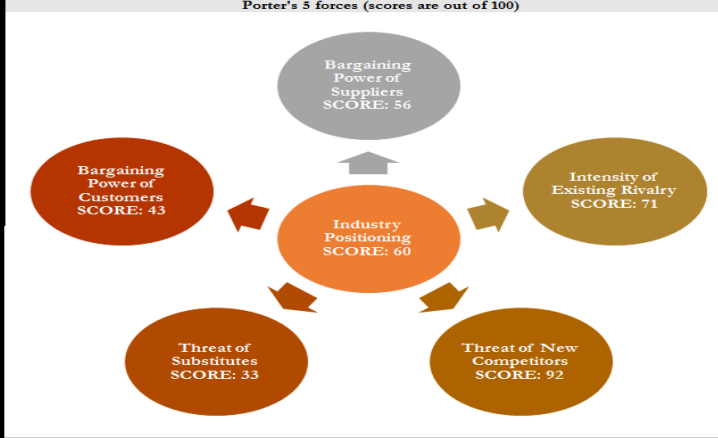 Porter's 5 forces (scores are out of 100)
Bargaining
Power of
Suppliers
SCORE: 56
Bargaining
Power of
Customers
SCORE: 43
Intensity of
Existing Rivalry
SCORE: 71
Industry
Positioning
SCORE: 60
Threat of
Substitutes
SCORE: 33
Threat of New
Competitors
SCORE: 92